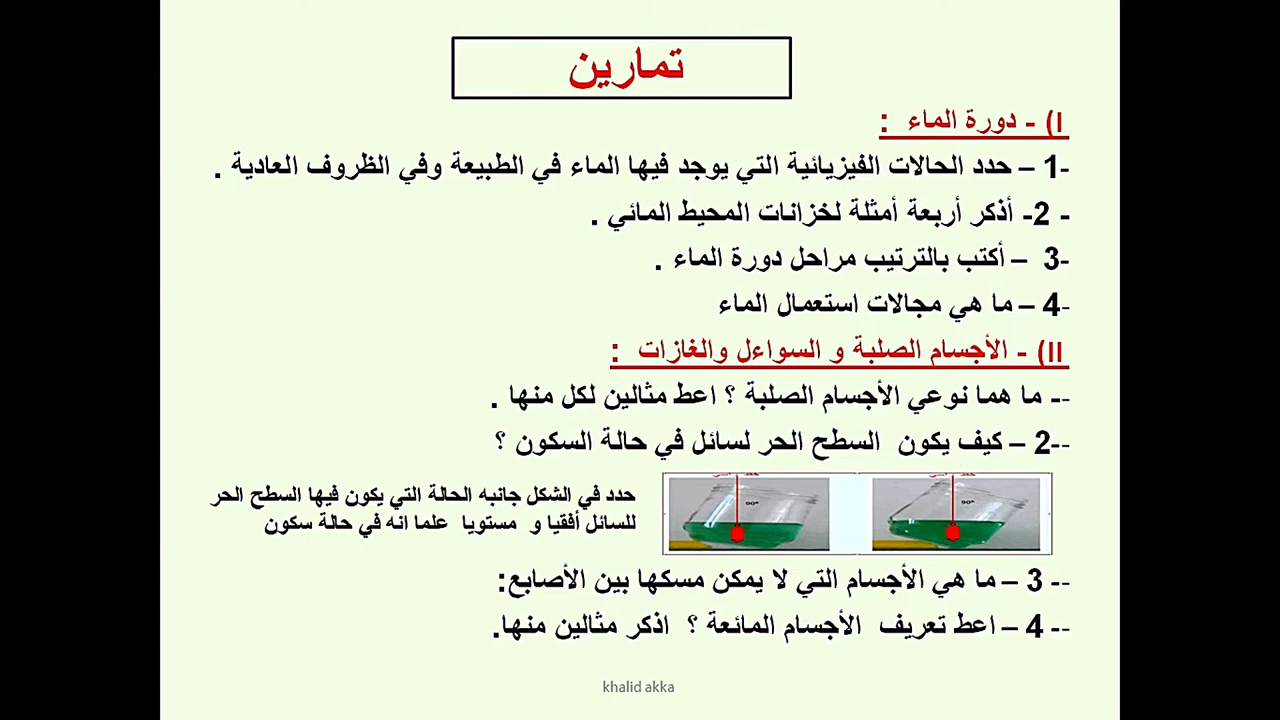 تمارين
I) - دورة الماء :
-1 – حدد الحالات الفيزيائية التي يوجد فيها الماء في الطبيعة وفي الظروف العادية .
- 2- أذكر أربعة أمثلة لخزانات المحيط المائي .
-3 – أكتب بالترتيب مراحل دورة الماء .
-4 – ما هي مجالات استعمال الماء
II) - الأجسام الصلبة و السواءل والغازات :
-- ما هما نوعي الأجسام الصلبة ؟ اعط مثالين لكل منها .
--2 – كيف يكون السطح الحر لسائل في حالة السكون ؟
90°
90°
حدد في الشكل جانبه الحالة التي يكون فيها السطح الحر
للسائل أفقيا و مستويا علما انه في حالة سكون
-- 3 – ما هي الأجسام التي لا يمكن مسكها بين الأصابع:
-- 4 – اعط تعريف الأجسام المائعة ؟ اذكر مثالين منها.
khalid akka